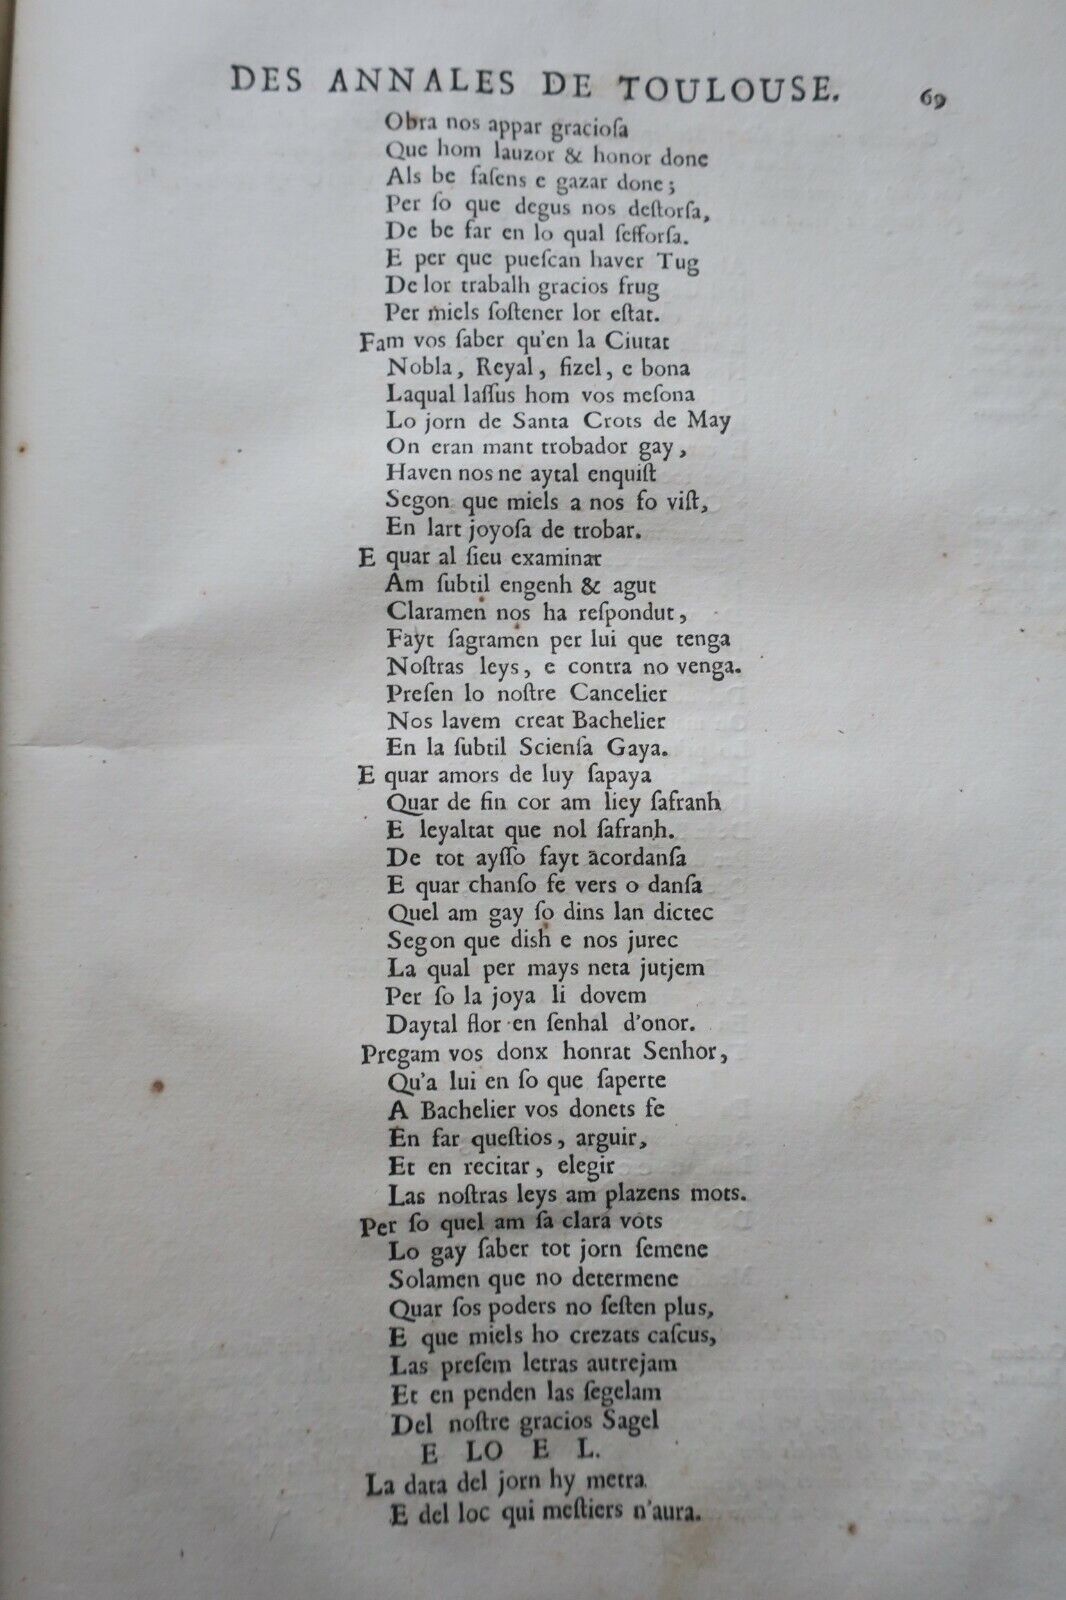 DES ANNALES DE TOULOUSE. 69
Obra nos appar gracioſa
Que hom lauzor & honor done
Als be faſens e gazar done;
Per ſo que degus nos deſtorſa,
De be far en lo qual ſefforſa.
E per que pueſcan haver Tug
De lor trabalh gracios frug
Per miels ſoſtener lor eſtat.
Fam vos ſaber qu'en la Ciutat
Nobla, Reyal, fizel, e bona
Laqual laſſus hom vos meſona
Lo jorn de Santa Crots de May
On eran mant trobador gay,
Haven nos ne aytal enquiſt
Segon que miels a nos fo viſt,
En lart joyoſa de trobar.
E quar al ſieu examinar
Am ſubtil engenh & agut
Claramen nos ha reſpondut,
Fayt ſagramen per lui que tenga
Noſtras leys, e contra no venga.
Preſen lo noſtre Cancelier
Nos lavem creat Bachelier
En la ſubtil Scienſa Gaya.
E quar amors de luy ſapaya
Quar de fin cor am liey ſafranh
E leyaltat que nol ſafranh.
De tot ayſſo fayt acordanſa
E quar chanſo fe vers o danſa
Quel am gay ſo dins lan dictec
Segon que dish e nos jurec
La qual per mays neta jutjem
Per ſo la joya li dovem
Daytal flor en ſenhal d'onor.
Pregam vos donx honrat Senhor,
Qu'a lui en ſo que ſaperte
A Bachelier vos donets fe
En far queſtios, arguir,
Et en recitar, elegir
Las noſtras leys am plazens mots.
Per ſo quel am ſa clara vots
Lo gay ſaber tot jorn ſemene
Solamen que no determene
Quar ſos poders no ſeſten plus,
E que miels ho crezats caſcus,
Las preſem letras autrejam
Et en penden las ſegelam
Del noſtre gracios Sagel
E LO E L.
La data del jorn hy metra
E del loc qui meſtiers n'aura.